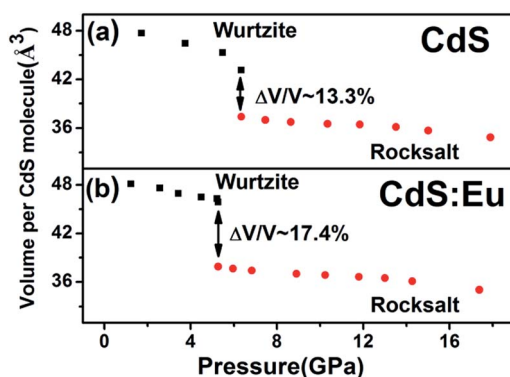 Volume per CdS molecule(Å³)
(a)
Wurtzite
CdS
48
42
36
ΔV/V~13.3%
Rocksalt
(b)
Wurtzite
CdS:Eu
48
42
36
ΔV/V~17.4%
Rocksalt
0 4 8 12 16
Pressure(GPa)